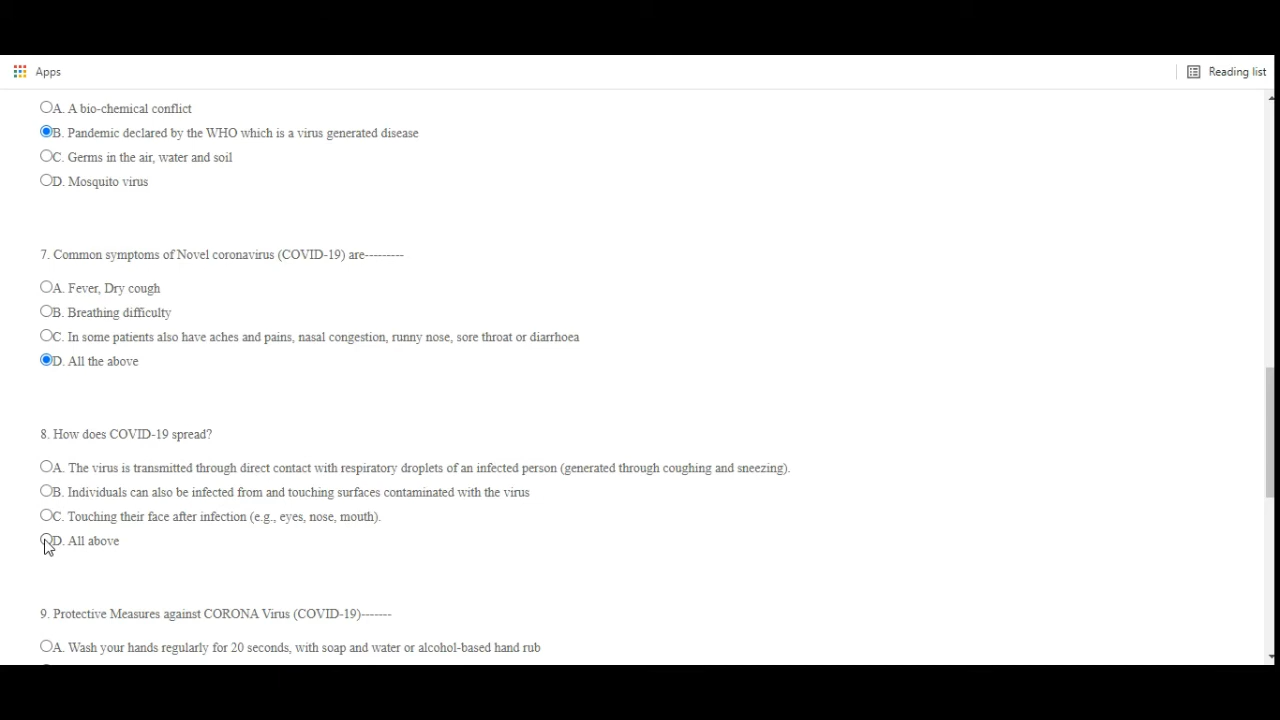 Apps
Reading list
A. A bio-chemical conflict
B. Pandemic declared by the WHO which is a virus generated disease
C. Germs in the air, water and soil
D. Mosquito virus
7. Common symptoms of Novel coronavirus (COVID-19) are---------
A. Fever, Dry cough
B. Breathing difficulty
C. In some patients also have aches and pains, nasal congestion, runny nose, sore throat or diarrhoea
D. All the above
8. How does COVID-19 spread?
A. The virus is transmitted through direct contact with respiratory droplets of an infected person (generated through coughing and sneezing).
B. Individuals can also be infected from and touching surfaces contaminated with the virus
C. Touching their face after infection (e.g., eyes, nose, mouth).
D. All above
9. Protective Measures against CORONA Virus (COVID-19)-------
A. Wash your hands regularly for 20 seconds, with soap and water or alcohol-based hand rub